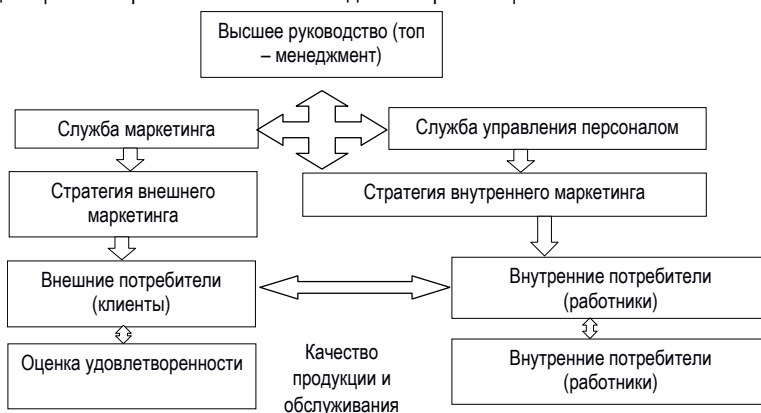 Высшее руководство (топ
– менеджмент)
Служба маркетинга
Служба управления персоналом
Стратегия внешнего
маркетинга
Стратегия внутреннего маркетинга
Внешние потребители
(клиенты)
Внутренние потребители
(работники)
Оценка удовлетворенности
Качество
продукции и
обслуживания
Внутренние потребители
(работники)